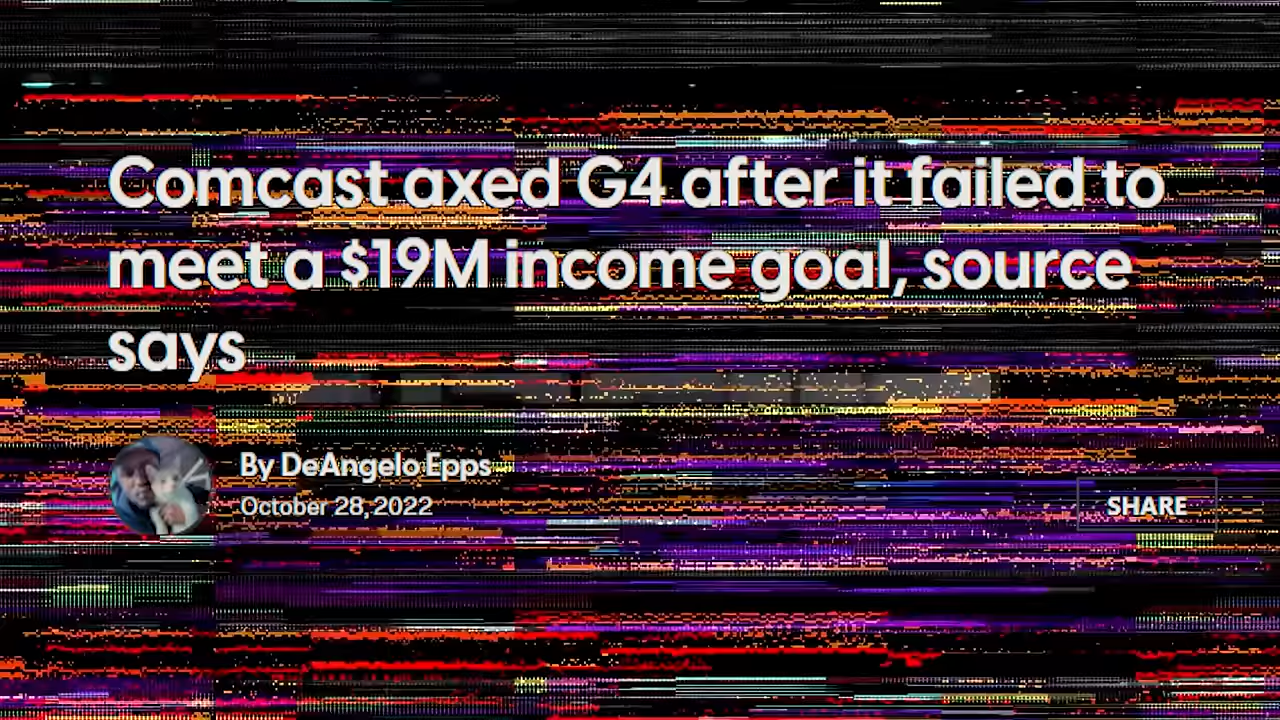 Comcast axed G4 after it failed to
meet a $19M income goal, source
says
By DeAngelo Epps
October 28, 2022
SHARE